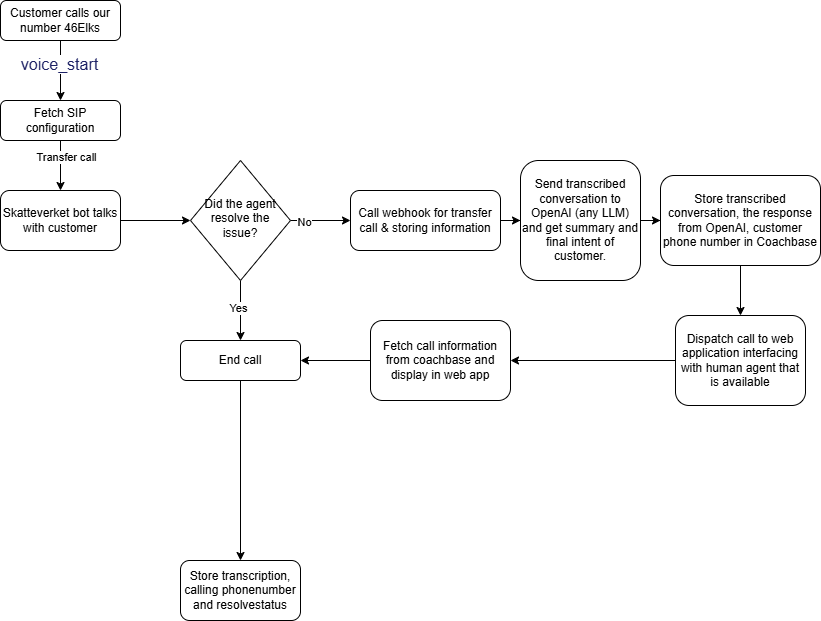 Customer calls our
number 46Elks
voice_start
Fetch SIP
configuration
Transfer call
Skatteverket bot talks
with customer
Did the agent
resolve the
issue?
No
Call webhook for transfer
call & storing information
Send transcribed
conversation to
OpenAI (any LLM)
and get summary and
final intent of
customer.
Store transcribed
conversation, the response
from OpenAI, customer
phone number in Coachbase
Yes
End call
Fetch call information
from coachbase and
display in web app
Dispatch call to web
application interfacing
with human agent that
is available
Store transcription,
calling phonenumber
and resolvestatus